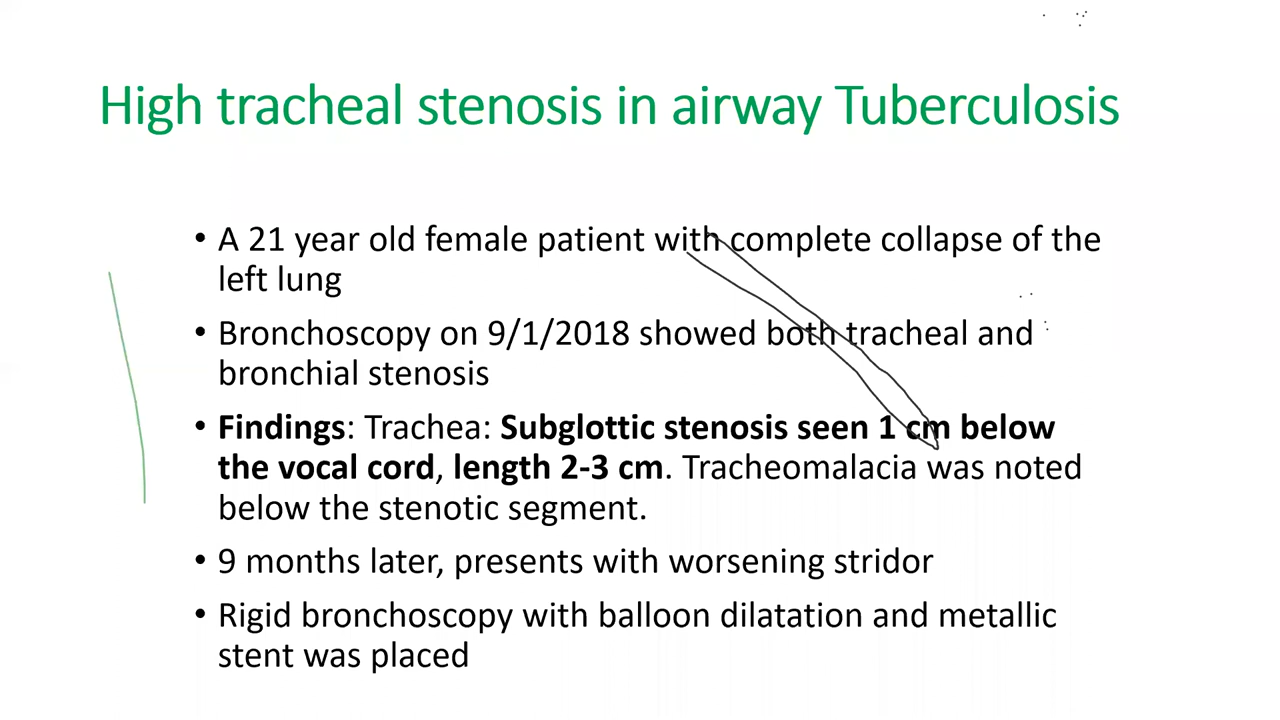 High tracheal stenosis in airway Tuberculosis
• A 21 year old female patient with complete collapse of the
left lung
• Bronchoscopy on 9/1/2018 showed both tracheal and
bronchial stenosis
• Findings: Trachea: Subglottic stenosis seen 1 cm below
the vocal cord, length 2-3 cm. Tracheomalacia was noted
below the stenotic segment.
• 9 months later, presents with worsening stridor
• Rigid bronchoscopy with balloon dilatation and metallic
stent was placed